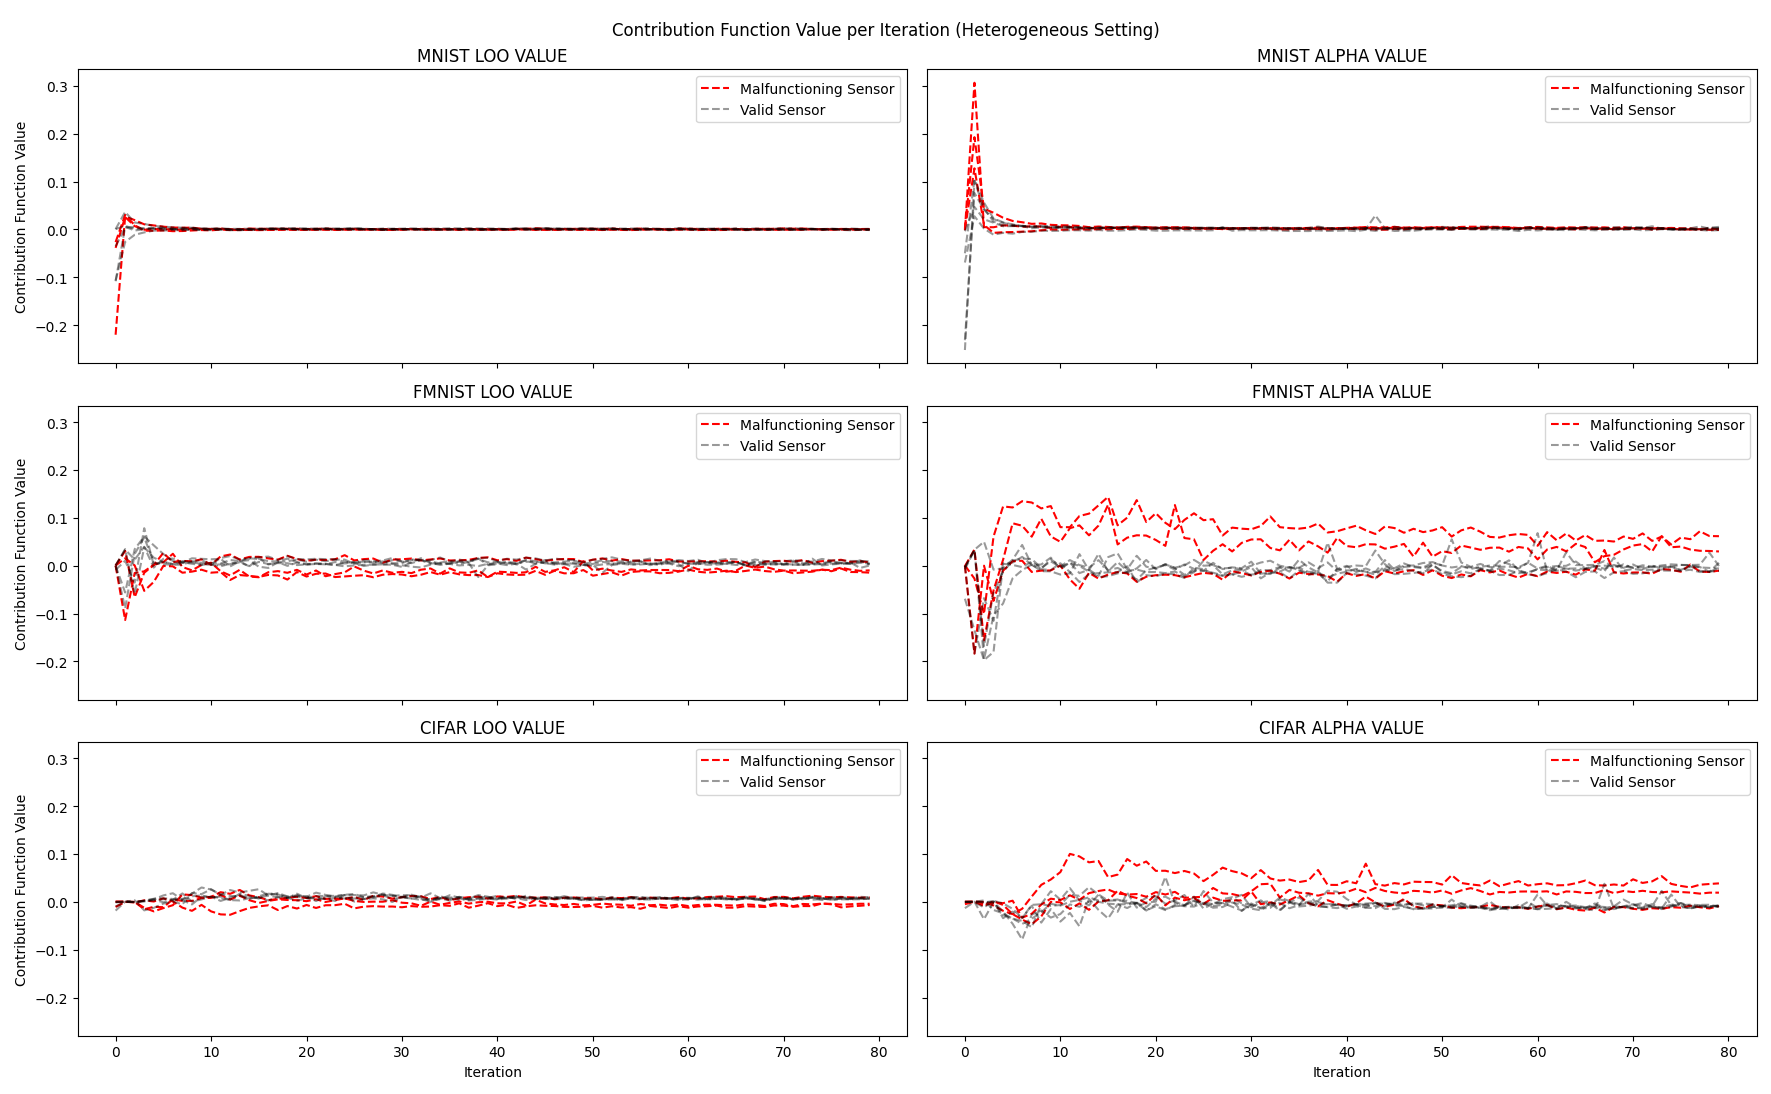 Contribution Function Value per Iteration (Heterogeneous Setting)
MNIST LOO VALUE
Contribution Function Value
0.3
0.2
0.1
0.0
−0.1
−0.2
Malfunctioning Sensor
Valid Sensor
MNIST ALPHA VALUE
Malfunctioning Sensor
Valid Sensor
FMNIST LOO VALUE
Contribution Function Value
0.3
0.2
0.1
0.0
−0.1
−0.2
Malfunctioning Sensor
Valid Sensor
FMNIST ALPHA VALUE
Malfunctioning Sensor
Valid Sensor
CIFAR LOO VALUE
Contribution Function Value
0.3
0.2
0.1
0.0
−0.1
−0.2
Malfunctioning Sensor
Valid Sensor
0 10 20 30 40 50 60 70 80
Iteration
CIFAR ALPHA VALUE
Malfunctioning Sensor
Valid Sensor
0 10 20 30 40 50 60 70 80
Iteration